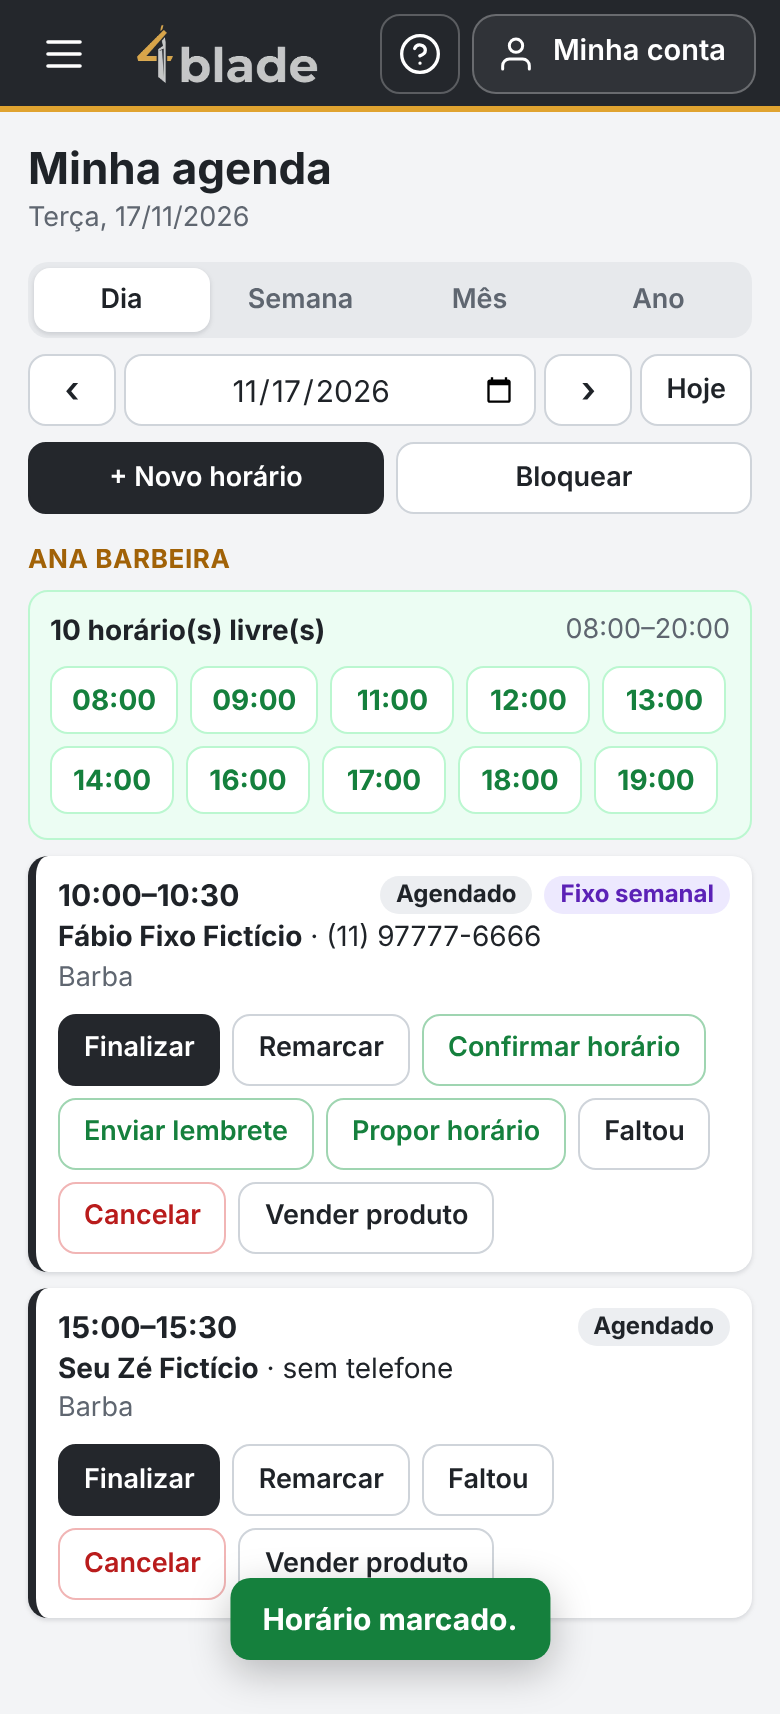 4blade
Minha conta
Minha agenda
Terça, 17/11/2026
Dia Semana Mês Ano
‹ 11/17/2026 › Hoje
+ Novo horário Bloquear
ANA BARBEIRA
10 horário(s) livre(s) 08:00–20:00
08:00 09:00 11:00 12:00 13:00
14:00 16:00 17:00 18:00 19:00
10:00–10:30 Agendado Fixo semanal
Fábio Fixo Fictício · (11) 97777-6666
Barba
Finalizar Remarcar Confirmar horário
Enviar lembrete Propor horário Faltou
Cancelar Vender produto
15:00–15:30 Agendado
Seu Zé Fictício · sem telefone
Barba
Finalizar Remarcar Faltou
Cancelar Vender produto
Horário marcado.